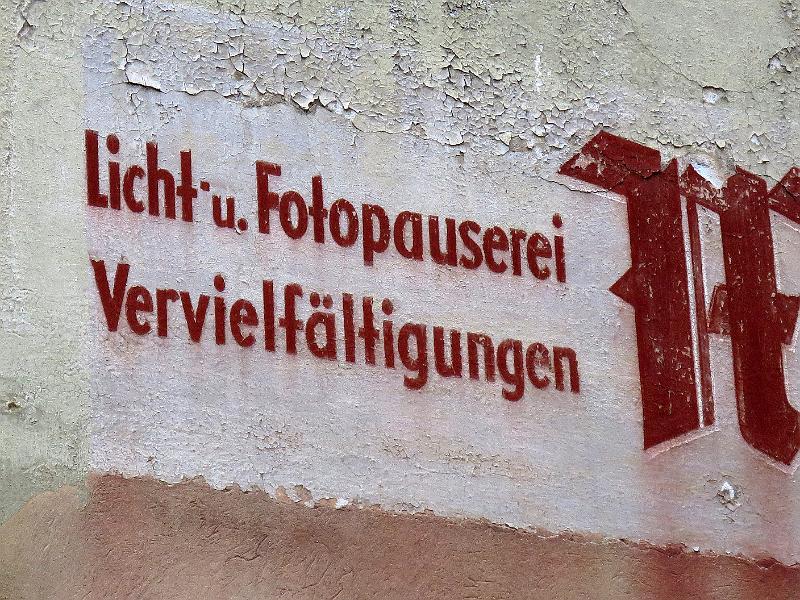 Licht- u. Fotopauserei
Vervielfältigungen